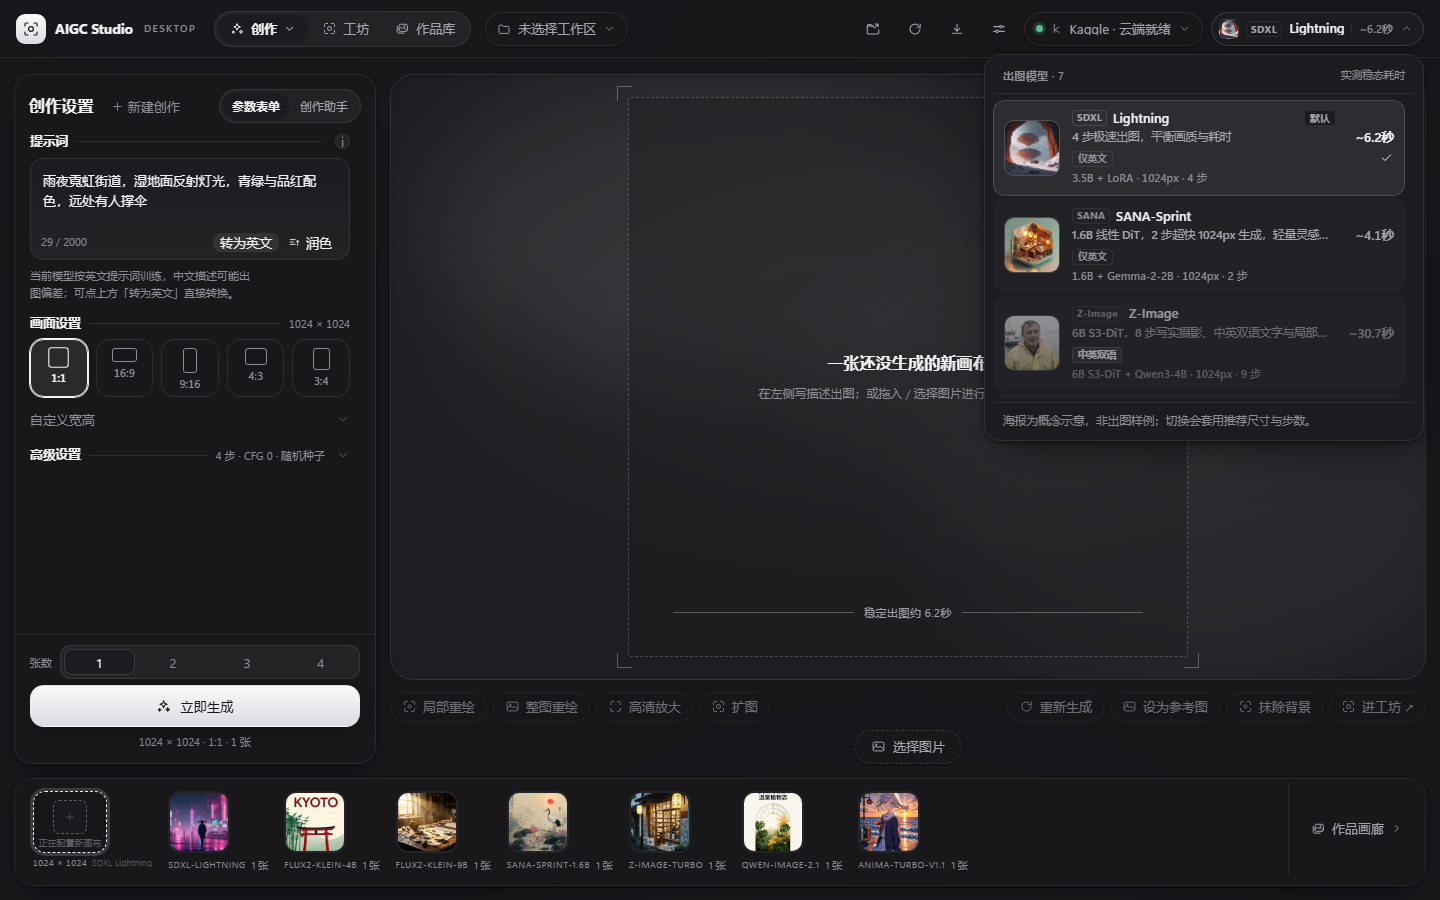 AIGC Studio DESKTOP
创作
工坊
作品库
未选择工作区
Kaggle · 云端就绪
SDXL Lightning ~6.2秒
创作设置
+ 新建创作
参数表单
创作助手
提示词
雨夜霓虹街道，湿地面反射灯光，青绿与品红配
色，远处有人撑伞
29 / 2000
转为英文
润色
当前模型按英文提示词训练，中文描述可能出
图偏差；可点上方「转为英文」直接转换。
画面设置
1024 × 1024
1:1
16:9
9:16
4:3
3:4
自定义宽高
高级设置
4 步 · CFG 0 · 随机种子
张数
1
2
3
4
立即生成
1024 × 1024 · 1:1 · 1 张
一张还没生成的新画布
在左侧写描述出图；或拖入 / 选择图片进行
稳定出图约 6.2秒
出图模型 · 7
实测稳态耗时
SDXL Lightning 默认
4 步极速出图，平衡画质与耗时
~6.2秒
仅英文
3.5B + LoRA · 1024px · 4 步
SANA SANA-Sprint
1.6B 线性 DiT，2 步超快 1024px 生成，轻量灵感...
~4.1秒
仅英文
1.6B + Gemma-2-2B · 1024px · 2 步
Z-Image Z-Image
6B S3-DiT，8 步写实摄影、中英双语文字与局部...
~30.7秒
中英双语
6B S3-DiT + Qwen3-4B · 1024px · 9 步
海报为概念示意，非出图样例；切换会套用推荐尺寸与步数。
局部重绘
整图重绘
高清放大
扩图
重新生成
设为参考图
抹除背景
进工坊 ↗
选择图片
正在配置新画布
1024 × 1024 SDXL Lightning
SDXL-LIGHTNING 1 张
KYOTO
FLUX2-KLEIN-4B 1 张
FLUX2-KLEIN-9B 1 张
SANA-SPRINT-1.6B 1 张
Z-IMAGE-TURBO 1 张
温室植物志
QWEN-IMAGE-2.1 1 张
ANIMA-TURBO-V1.1 1 张
作品画廊